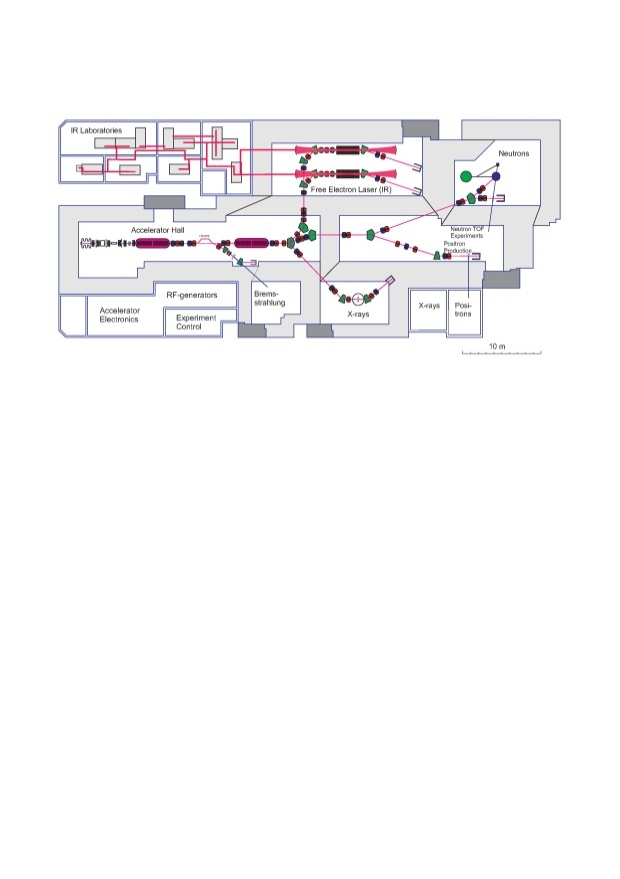 IR Laboratories
Neutrons
Free Electron Laser (IR)
Accelerator Hall
Neutron TOF
Experiments
Positron
Production
RF-generators
Brems-
strahlung
Accelerator
Electronics
Experiment
Control
X-rays
X-rays
Posi-
trons
10 m